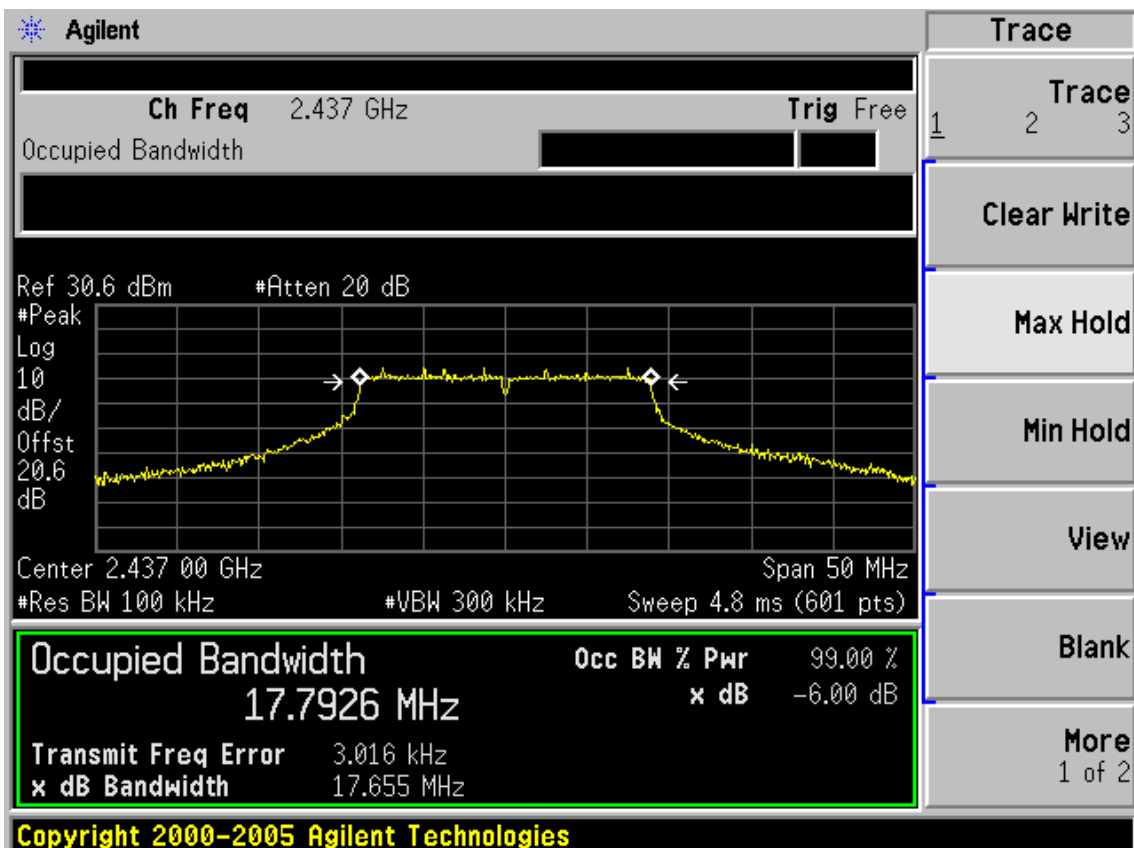 Agilent
Trace
Ch Freq 2.437 GHz Trig Free
Occupied Bandwidth
Trace
1 2 3
Clear Write
Max Hold
Min Hold
View
Blank
More
1 of 2
Ref 30.6 dBm #Atten 20 dB
#Peak
Log
10
dB/
Offst
20.6
dB
Center 2.437 00 GHz Span 50 MHz
#Res BW 100 kHz #VBW 300 kHz Sweep 4.8 ms (601 pts)
Occupied Bandwidth Occ BW % Pwr 99.00 %
17.7926 MHz x dB -6.00 dB
Transmit Freq Error 3.016 kHz
x dB Bandwidth 17.655 MHz
Copyright 2000-2005 Agilent Technologies